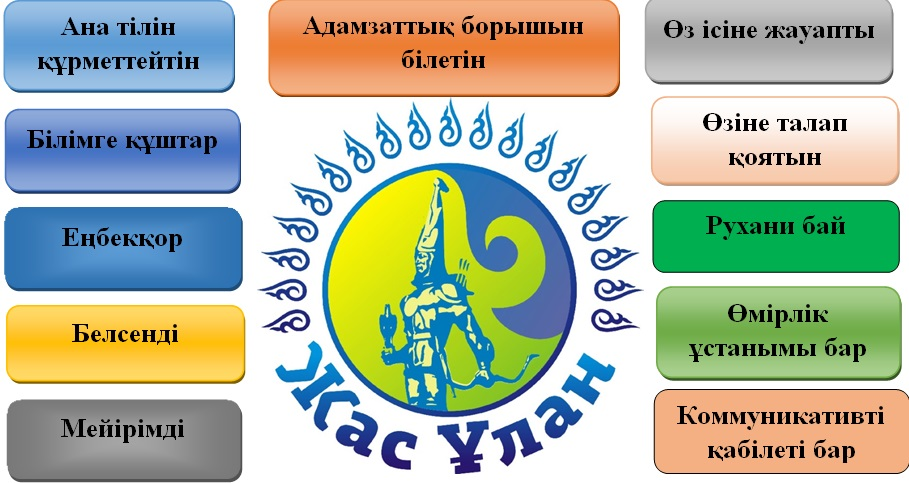 Ана тілін
құрметтейтін
Адамзаттық борышын
білетін
Өз ісіне жауапты
Білімге құштар
Өзіне талап
қоятын
Еңбекқор
Рухани бай
Белсенді
Өмірлік
ұстанымы бар
Мейірімді
Коммуникативті
қабілеті бар
Жас Ұлан